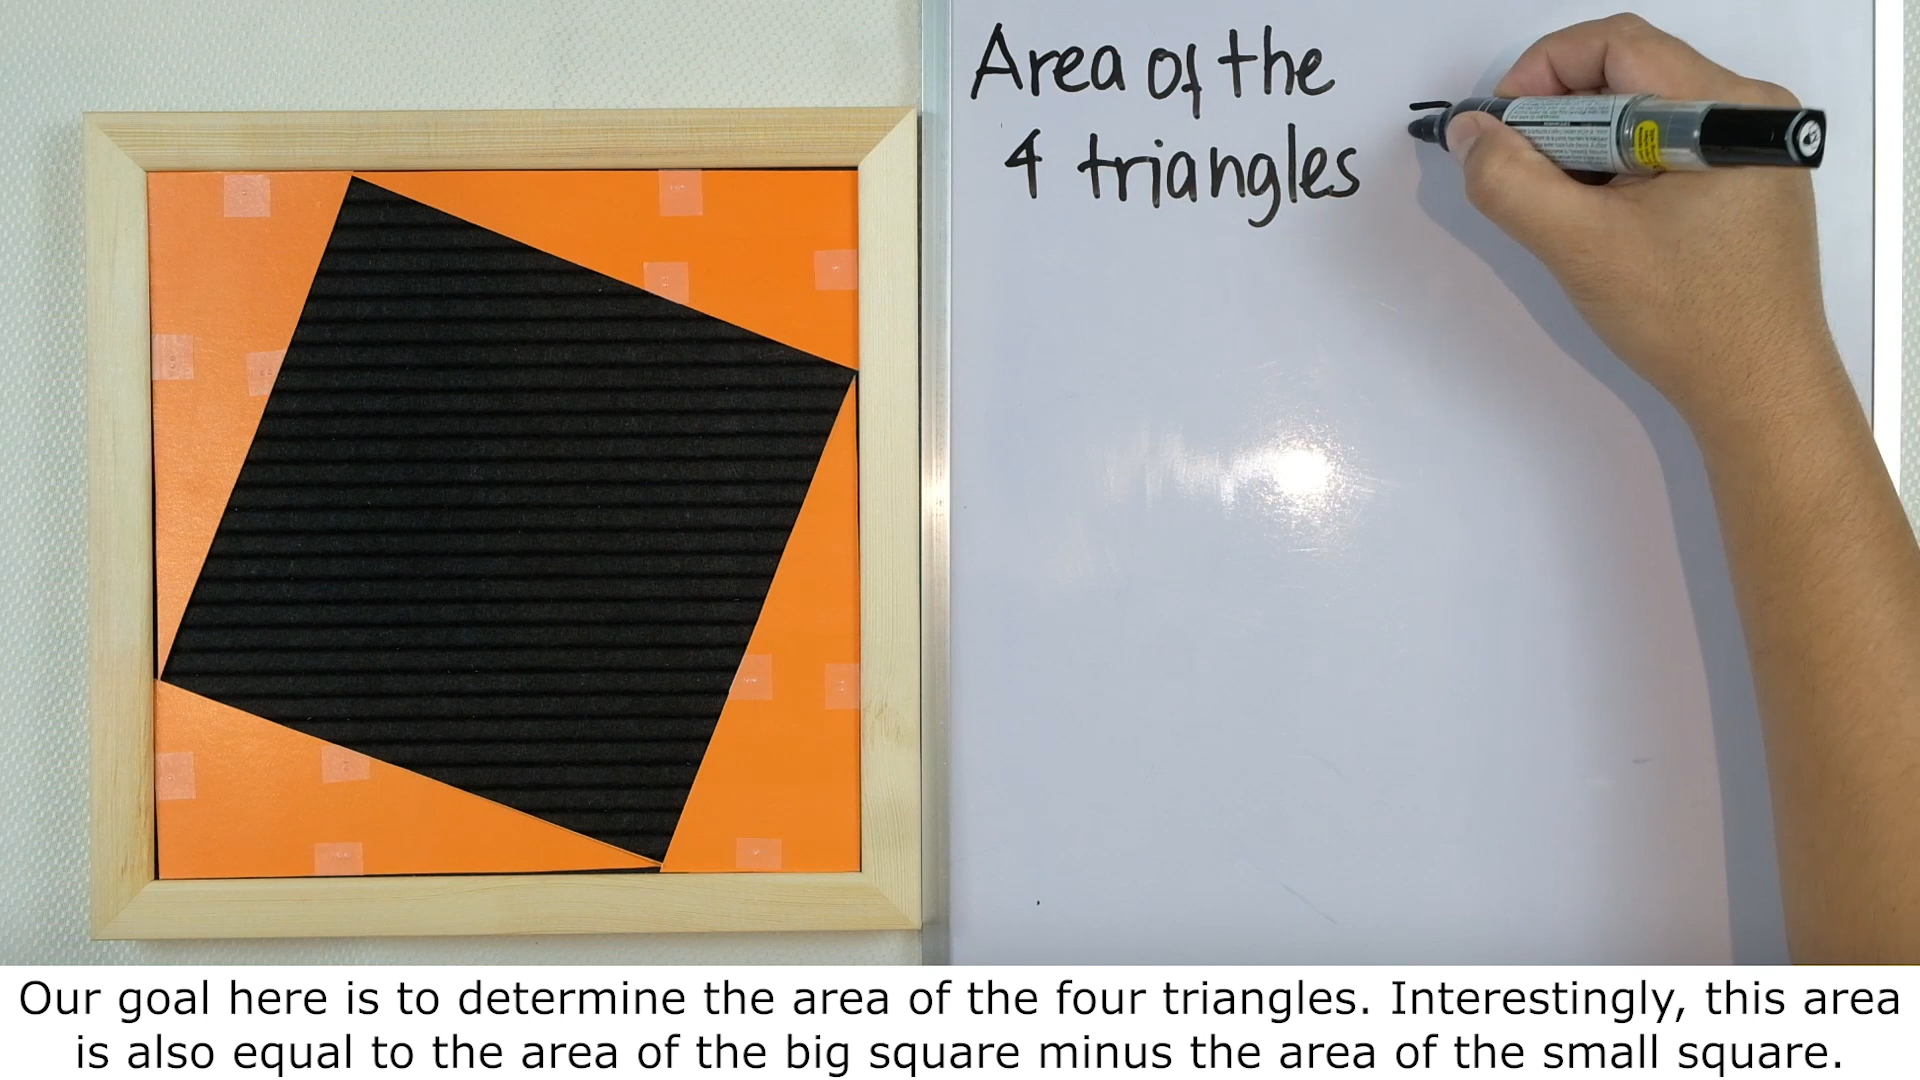 Area of the
4 triangles
Our goal here is to determine the area of the four triangles. Interestingly, this area
is also equal to the area of the big square minus the area of the small square.